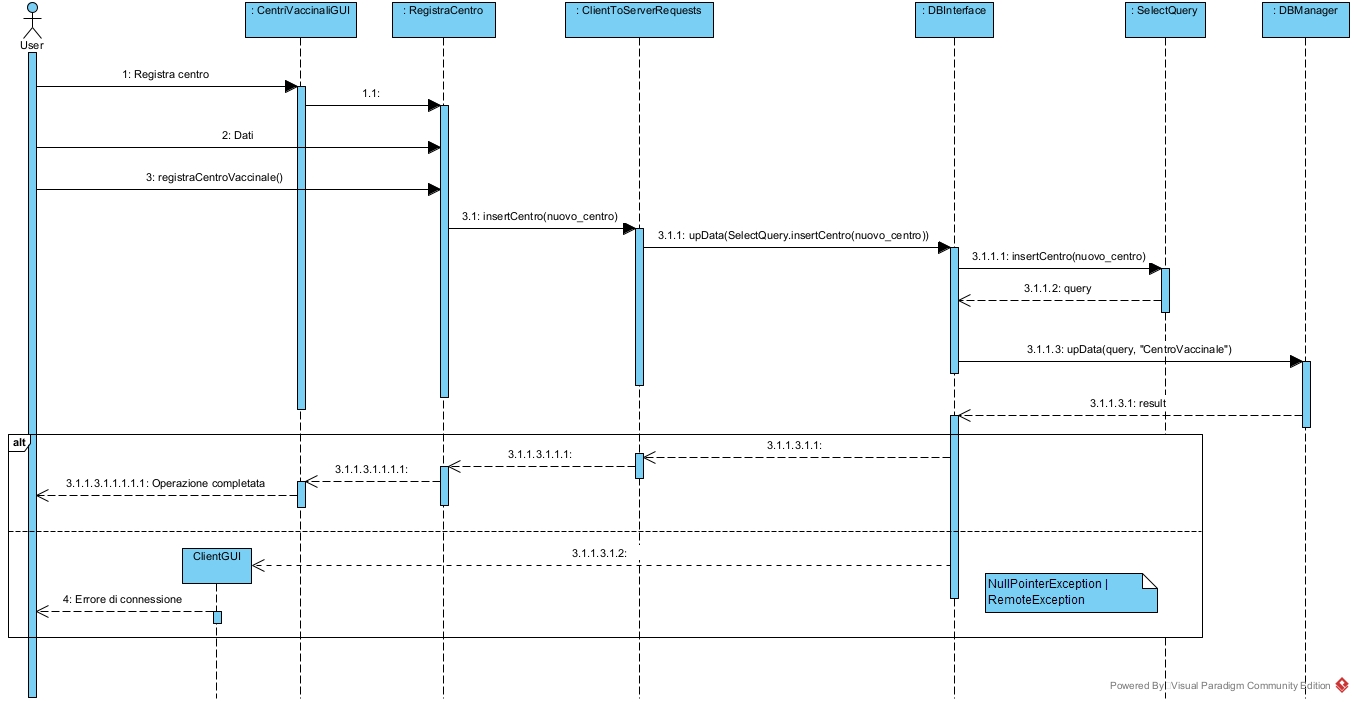 : CentriVaccinaliGUI
: RegistraCentro
: ClientToServerRequests
: DBInterface
: SelectQuery
: DBManager
User
1: Registra centro
1.1:
2: Dati
3: registraCentroVaccinale()
3.1: insertCentro(nuovo_centro)
3.1.1: upData(SelectQuery.insertCentro(nuovo_centro))
3.1.1.1: insertCentro(nuovo_centro)
3.1.1.2: query
3.1.1.3: upData(query, "CentroVaccinale")
3.1.1.3.1: result
alt
3.1.1.3.1.1:
3.1.1.3.1.1.1:
3.1.1.3.1.1.1.1:
3.1.1.3.1.1.1.1.1: Operazione completata
ClientGUI
3.1.1.3.1.2:
NullPointerException |
RemoteException
4: Errore di connessione
Powered By: Visual Paradigm Community Edition